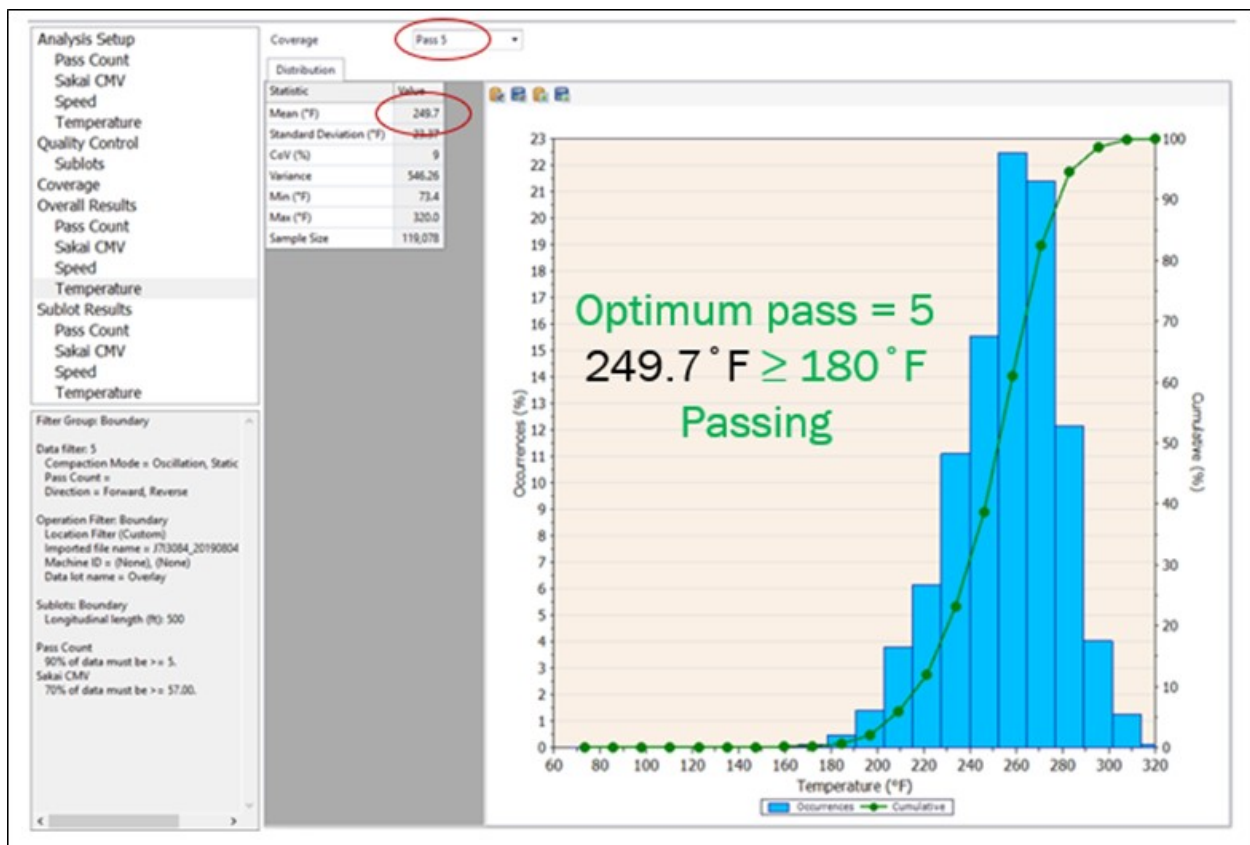 Analysis Setup
Pass Count
Sakai CMV
Speed
Temperature
Quality Control
Sublots
Coverage
Overall Results
Pass Count
Sakai CMV
Speed
Temperature
Sublot Results
Pass Count
Sakai CMV
Speed
Temperature
Filter Group: Boundary
Data filter: 5
Compaction Mode = Oscillation, Static
Pass Count =
Direction = Forward, Reverse
Operation Filter: Boundary
Location Filter (Custom)
Imported file name = J7I3084_20190804
Machine ID = (None), (None)
Data lot name = Overlay
Sublots: Boundary
Longitudinal length (ft): 500
Pass Count
90% of data must be >= 5.
Sakai CMV
70% of data must be >= 57.00.
Coverage Pass 5
Distribution
Statistic Value
Mean (°F) 249.7
Standard Deviation (°F) 23.37
CoV (%) 9
Variance 546.26
Min (°F) 73.4
Max (°F) 320.0
Sample Size 119,078
Optimum pass = 5
249.7°F ≥ 180°F
Passing
Occurrences (%)
23
22
21
20
19
18
17
16
15
14
13
12
11
10
9
8
7
6
5
4
3
2
1
0
Cumulative (%)
100
90
80
70
60
50
40
30
20
10
0
60 80 100 120 140 160 180 200 220 240 260 280 300 320
Temperature (°F)
Occurrences Cumulative